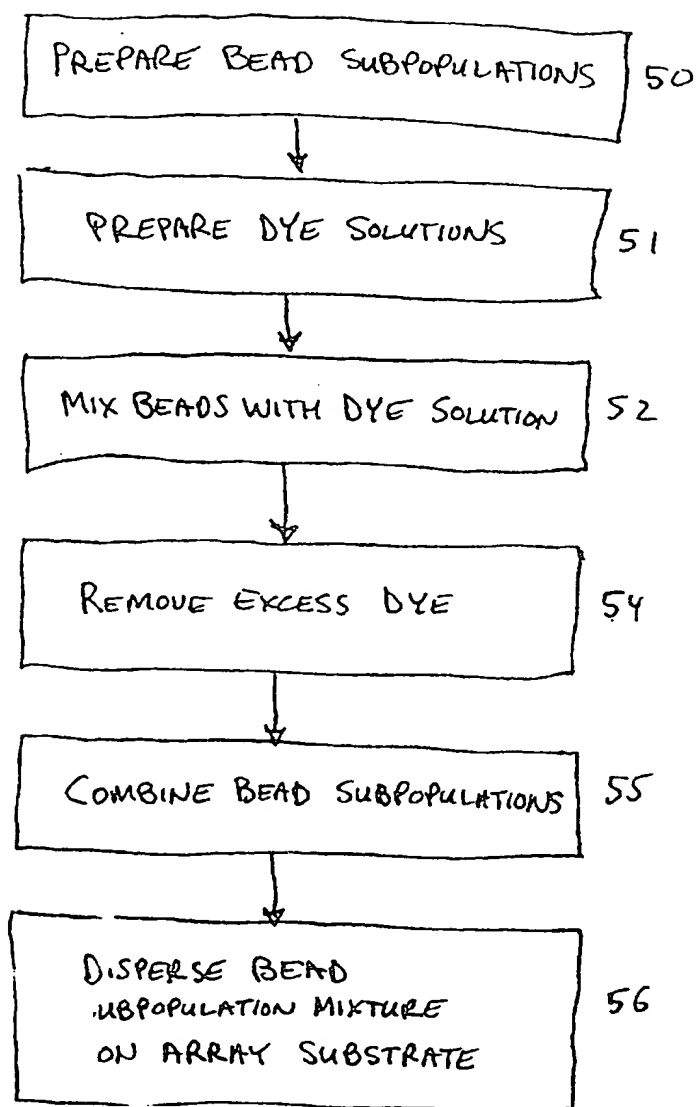 PREPARE BEAD SUBPOPULATIONS 50
PREPARE DYE SOLUTIONS 51
MIX BEADS WITH DYE SOLUTION 52
REMOVE EXCESS DYE 54
COMBINE BEAD SUBPOPULATIONS 55
DISPERSE BEAD
UBPOPULATION MIXTURE 56
ON ARRAY SUBSTRATE